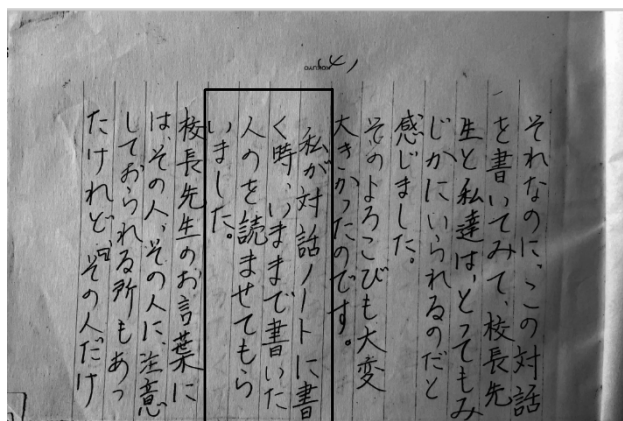 それなのに、この対話
を書いてみて、校長先
生と私達は、とってもみ
じかにいられるのだと
感じました。
そのよろこびも大変
大きかったのです。
私が対話ノートに書
く時、いままで書いた
人のを読ませてもら
いました。
校長先生のお言葉に
は、その人、その人に、注意
しておられる所もあっ
たけれど、その人だけ